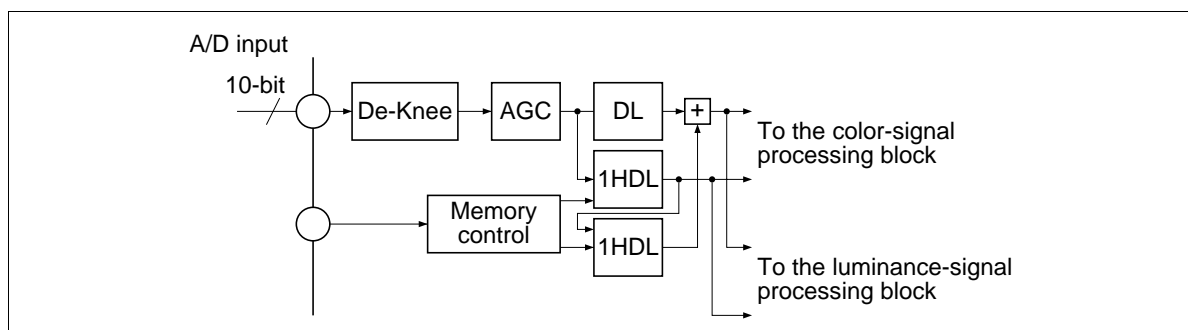 A/D input
10-bit
De-Knee
AGC
DL
+
To the color-signal
processing block
1HDL
Memory
control
1HDL
To the luminance-signal
processing block